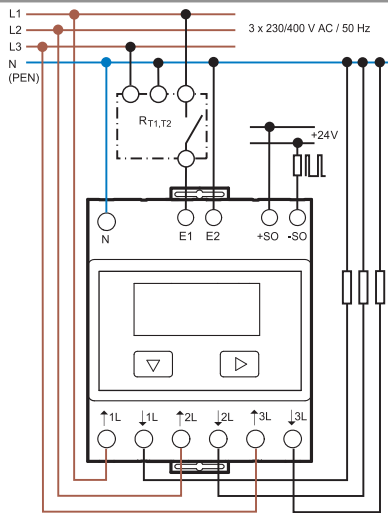 L1
L2
3 x 230/400 V AC / 50 Hz
L3
N
(PEN)
RT1,T2
+24V
N
E1
E2
+SO
-SO
↑1L
↓1L
↑2L
↓2L
↑3L
↓3L